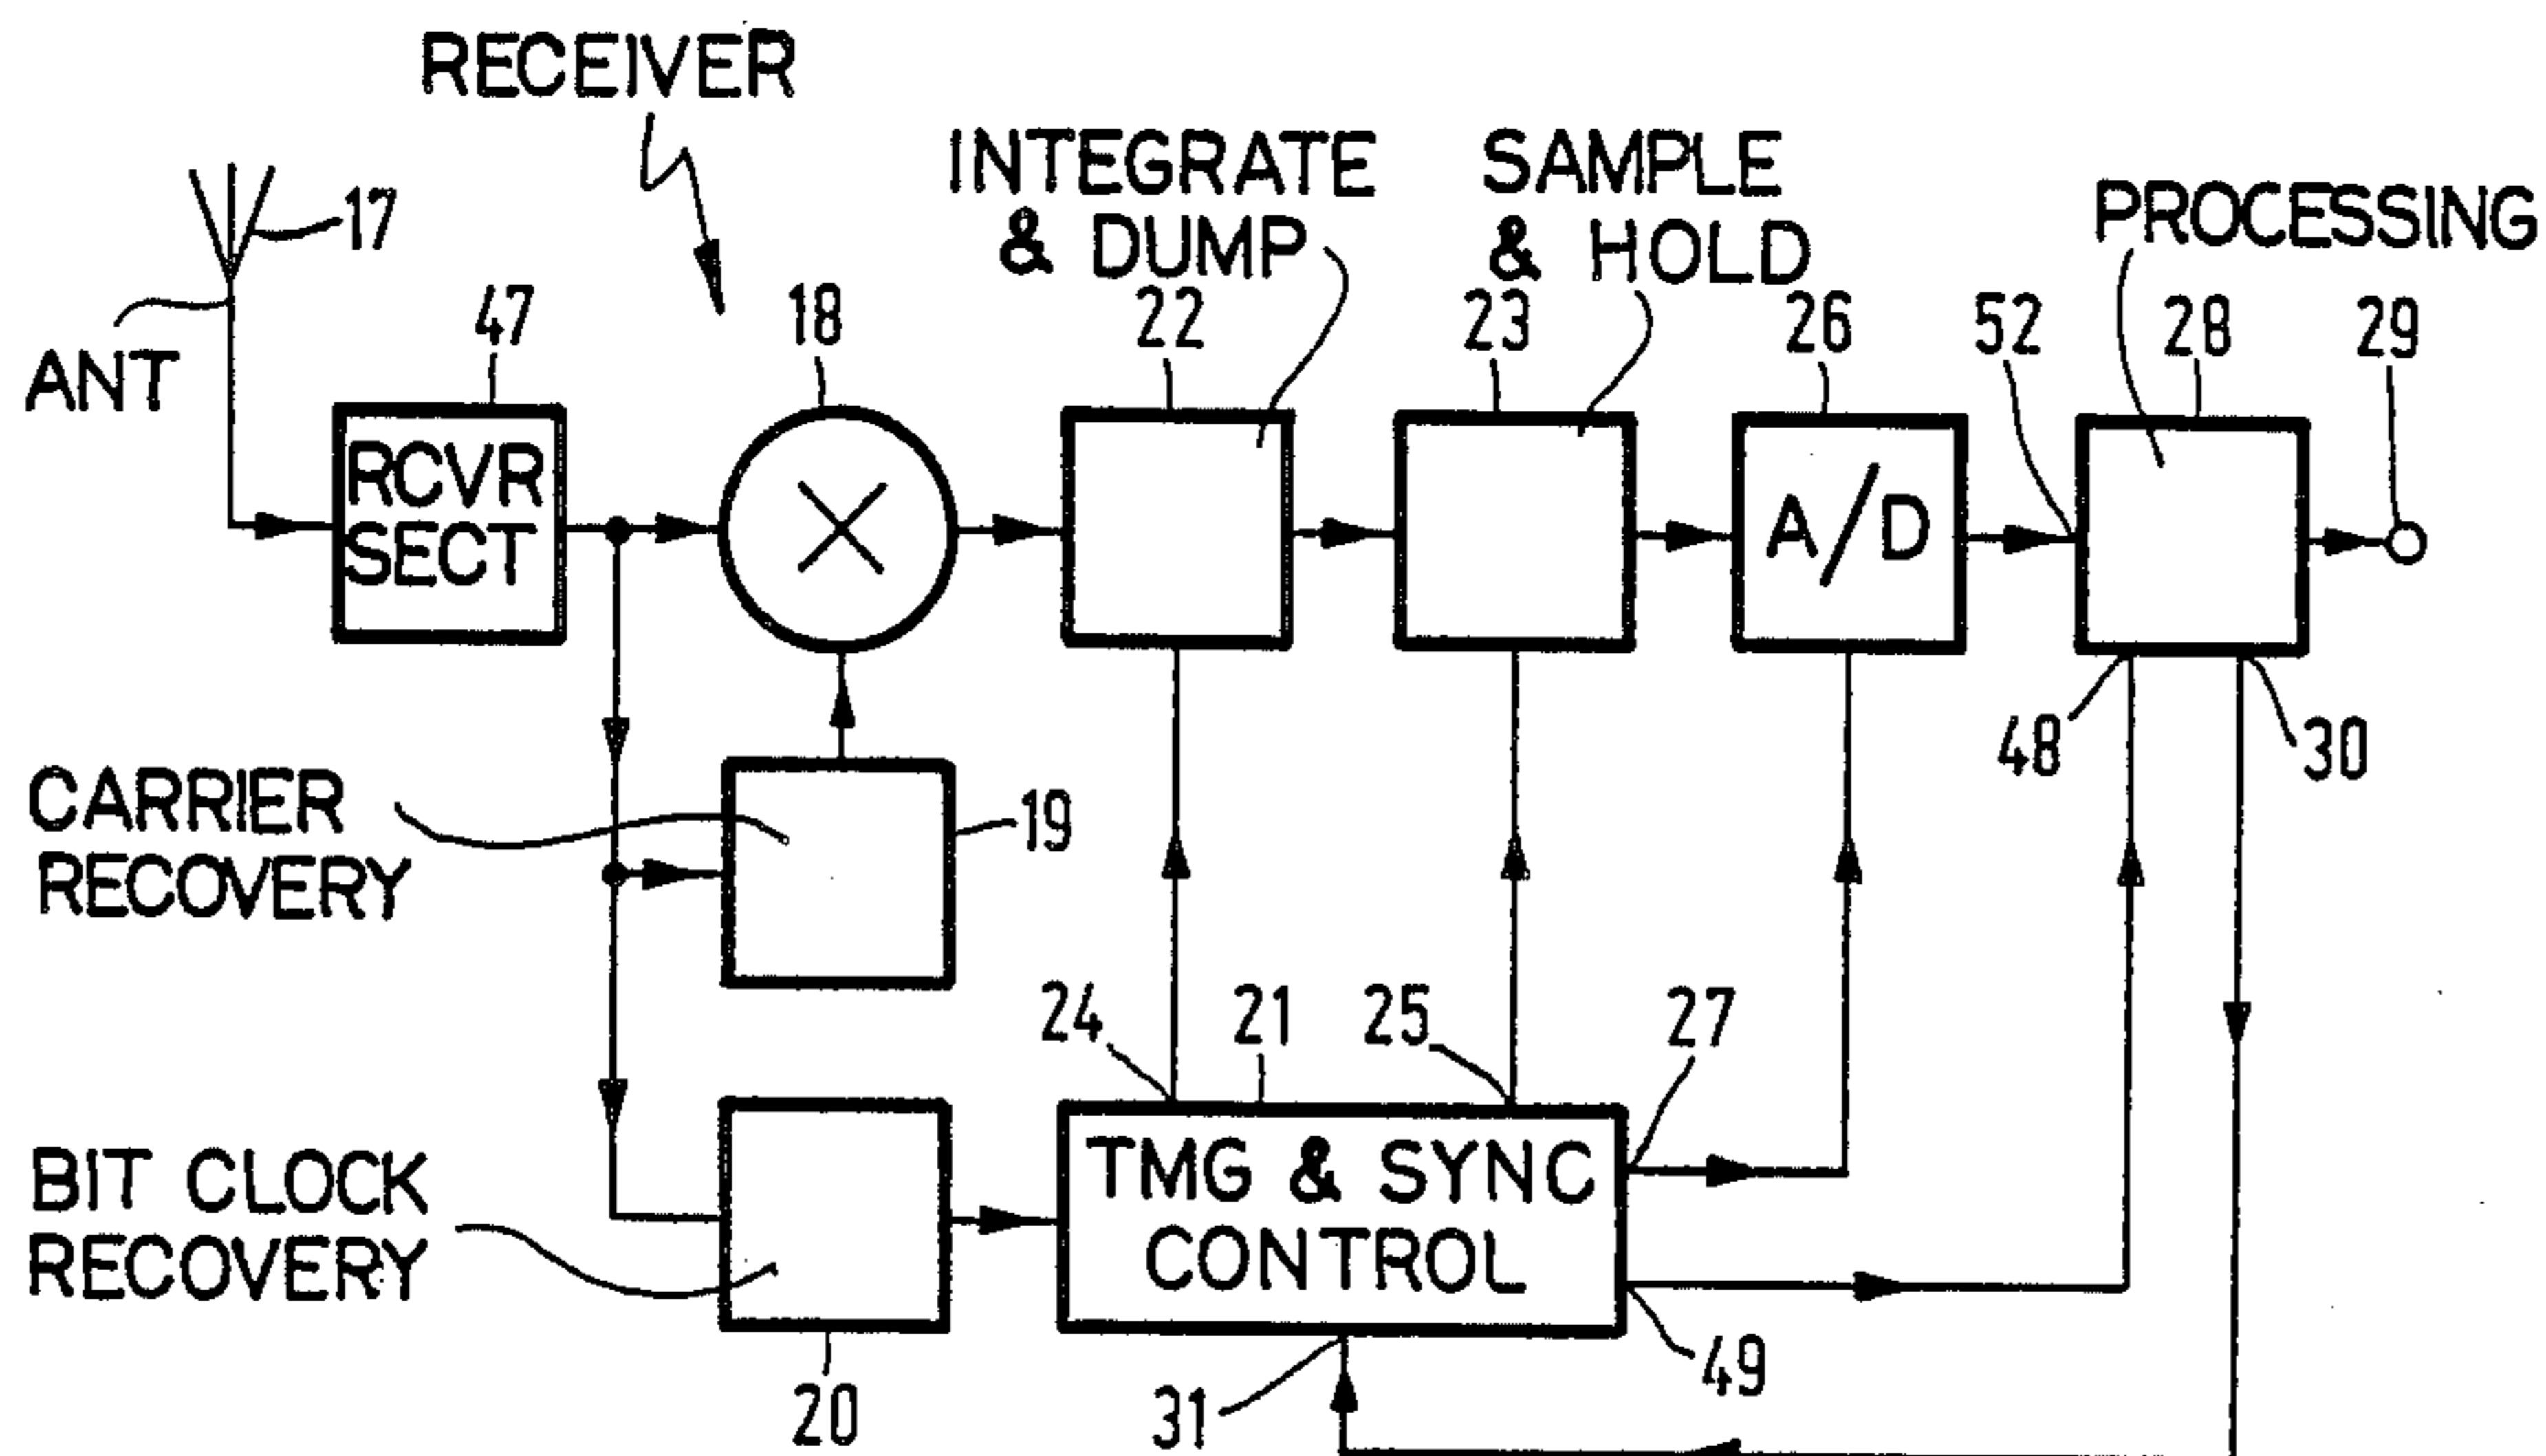 RECEIVER
INTEGRATE
& DUMP
SAMPLE
& HOLD
PROCESSING
17
ANT
47
18
22
23
26
52
28
29
RCVR
SECT
A/D
48
30
CARRIER
RECOVERY
19
24
21
25
27
BIT CLOCK
RECOVERY
TMG & SYNC
CONTROL
20
31
49